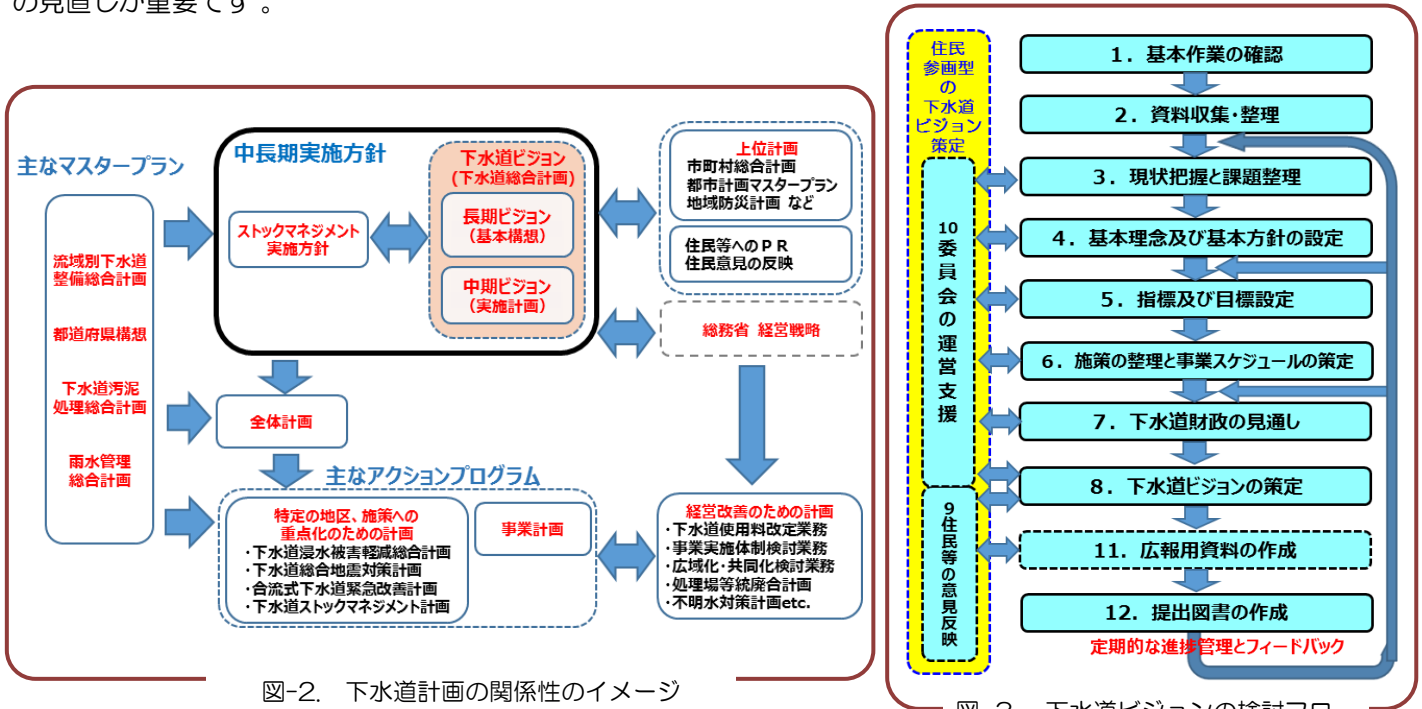 の見直しが重要です。
主なマスタープラン
流域別下水道
整備総合計画
都道府県構想
下水道汚泥
処理総合計画
雨水管理
総合計画
中長期実施方針
ストックマネジメント
実施方針
下水道ビジョン
(下水道総合計画)
長期ビジョン
(基本構想)
中期ビジョン
(実施計画)
上位計画
市町村総合計画
都市計画マスタープラン
地域防災計画 など
住民等へのPR
住民意見の反映
総務省 経営戦略
全体計画
主なアクションプログラム
特定の地区、施策への
重点化のための計画
・下水道浸水被害軽減総合計画
・下水道総合地震対策計画
・合流式下水道緊急改善計画
・下水道ストックマネジメント計画
事業計画
経営改善のための計画
・下水道使用料改定業務
・事業実施体制検討業務
・広域化・共同化検討業務
・処理場等統廃合計画
・不明水対策計画etc.
図-2. 下水道計画の関係性のイメージ
住民
参画型
の
下水道
ビジョン
策定
10
委員会の運営支援
9
住民等の意見反映
1. 基本作業の確認
2. 資料収集・整理
3. 現状把握と課題整理
4. 基本理念及び基本方針の設定
5. 指標及び目標設定
6. 施策の整理と事業スケジュールの策定
7. 下水道財政の見通し
8. 下水道ビジョンの策定
11. 広報用資料の作成
12. 提出図書の作成
定期的な進捗管理とフィードバック
下水道ビジョンの検討フロー